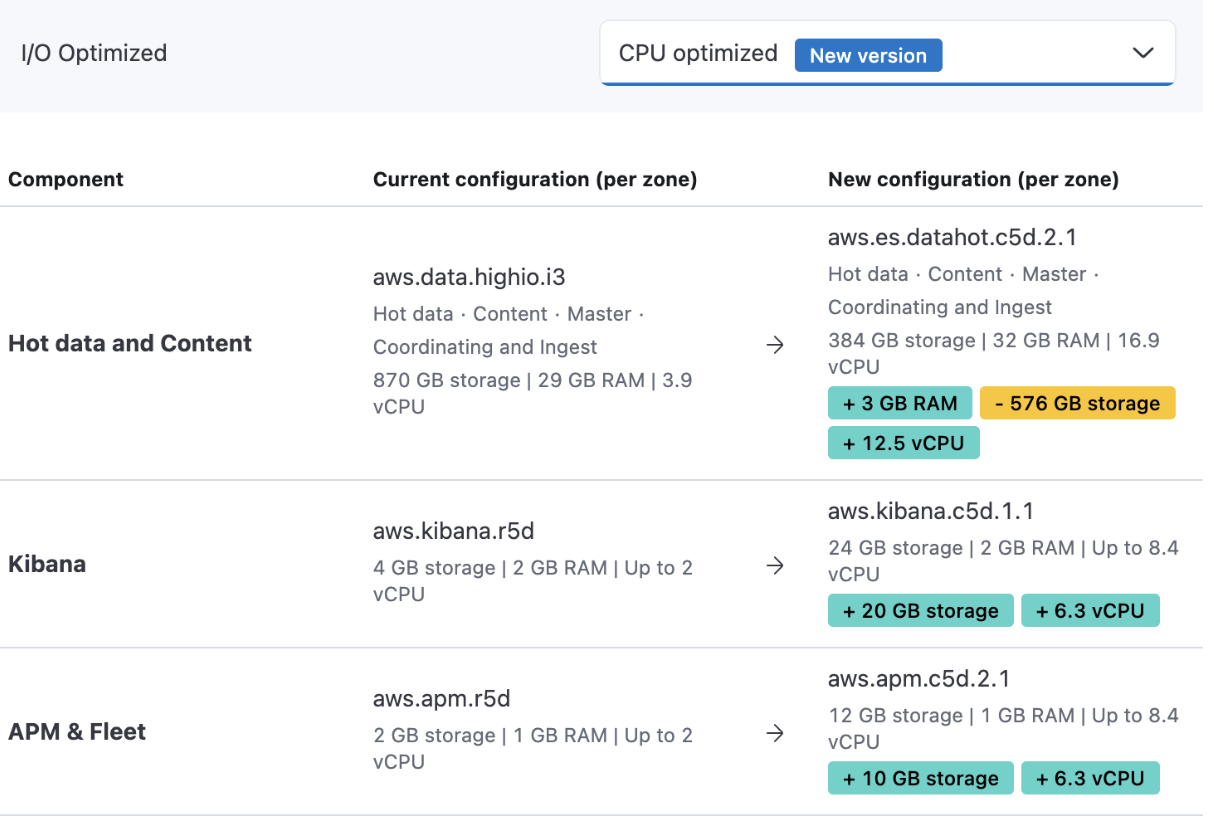 I/O Optimized
CPU optimized New version
Component Current configuration (per zone) New configuration (per zone)
Hot data and Content
aws.data.highio.i3
Hot data · Content · Master ·
Coordinating and Ingest
870 GB storage | 29 GB RAM | 3.9
vCPU
→
aws.es.datahot.c5d.2.1
Hot data · Content · Master ·
Coordinating and Ingest
384 GB storage | 32 GB RAM | 16.9
vCPU
+ 3 GB RAM - 576 GB storage
+ 12.5 vCPU
Kibana
aws.kibana.r5d
4 GB storage | 2 GB RAM | Up to 2
vCPU
→
aws.kibana.c5d.1.1
24 GB storage | 2 GB RAM | Up to 8.4
vCPU
+ 20 GB storage + 6.3 vCPU
APM & Fleet
aws.apm.r5d
2 GB storage | 1 GB RAM | Up to 2
vCPU
→
aws.apm.c5d.2.1
12 GB storage | 1 GB RAM | Up to 8.4
vCPU
+ 10 GB storage + 6.3 vCPU